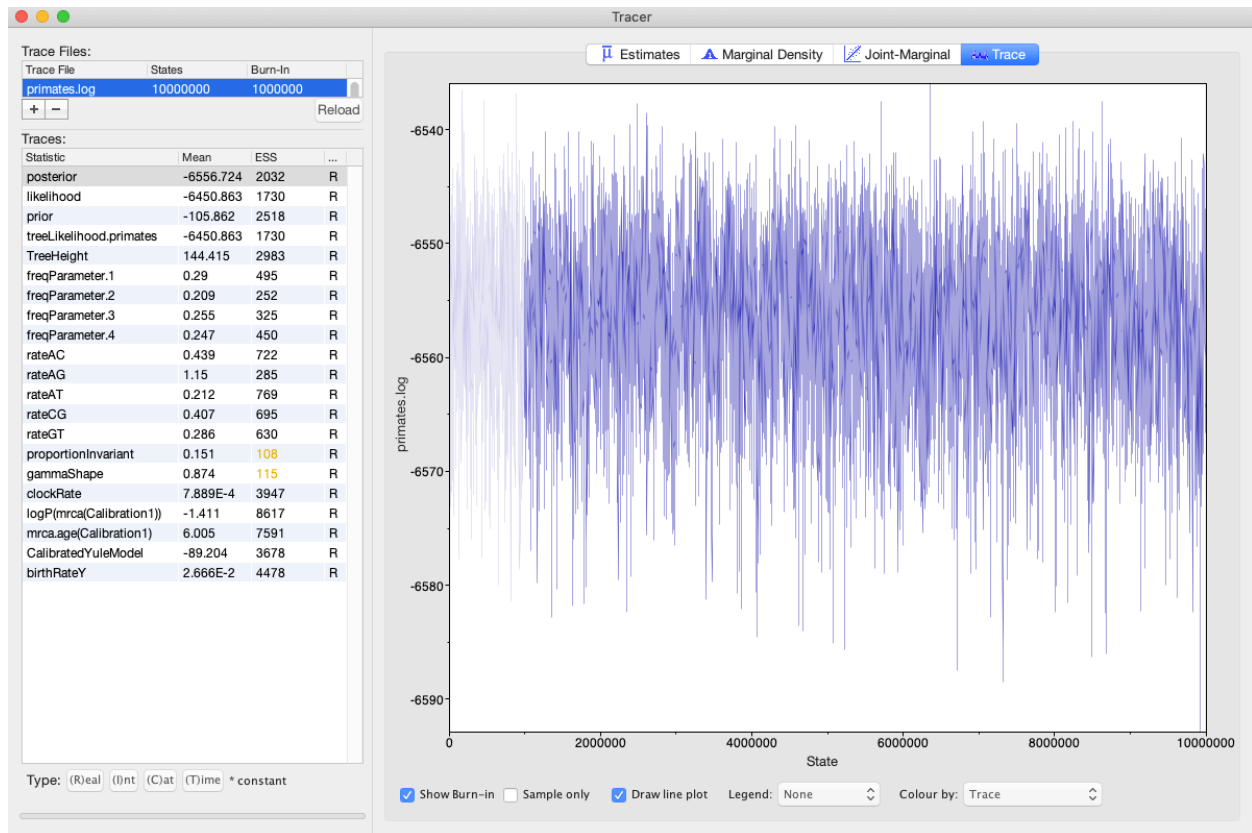 Tracer
Trace Files:
Trace File States Burn-In
primates.log 10000000 1000000
+ − Reload
Traces:
Statistic Mean ESS ...
posterior -6556.724 2032 R
likelihood -6450.863 1730 R
prior -105.862 2518 R
treeLikelihood.primates -6450.863 1730 R
TreeHeight 144.415 2983 R
freqParameter.1 0.29 495 R
freqParameter.2 0.209 252 R
freqParameter.3 0.255 325 R
freqParameter.4 0.247 450 R
rateAC 0.439 722 R
rateAG 1.15 285 R
rateAT 0.212 769 R
rateCG 0.407 695 R
rateGT 0.286 630 R
proportionInvariant 0.151 108 R
gammaShape 0.874 115 R
clockRate 7.889E-4 3947 R
logP(mrca(Calibration1)) -1.411 8617 R
mrca.age(Calibration1) 6.005 7591 R
CalibratedYuleModel -89.204 3678 R
birthRateY 2.666E-2 4478 R
Type: (R)eal (I)nt (C)at (T)ime * constant
μ Estimates Marginal Density Joint-Marginal Trace
-6540
-6550
-6560
-6570
-6580
-6590
primates.log
0 2000000 4000000 6000000 8000000 10000000
State
Show Burn-in Sample only Draw line plot Legend: None Colour by: Trace